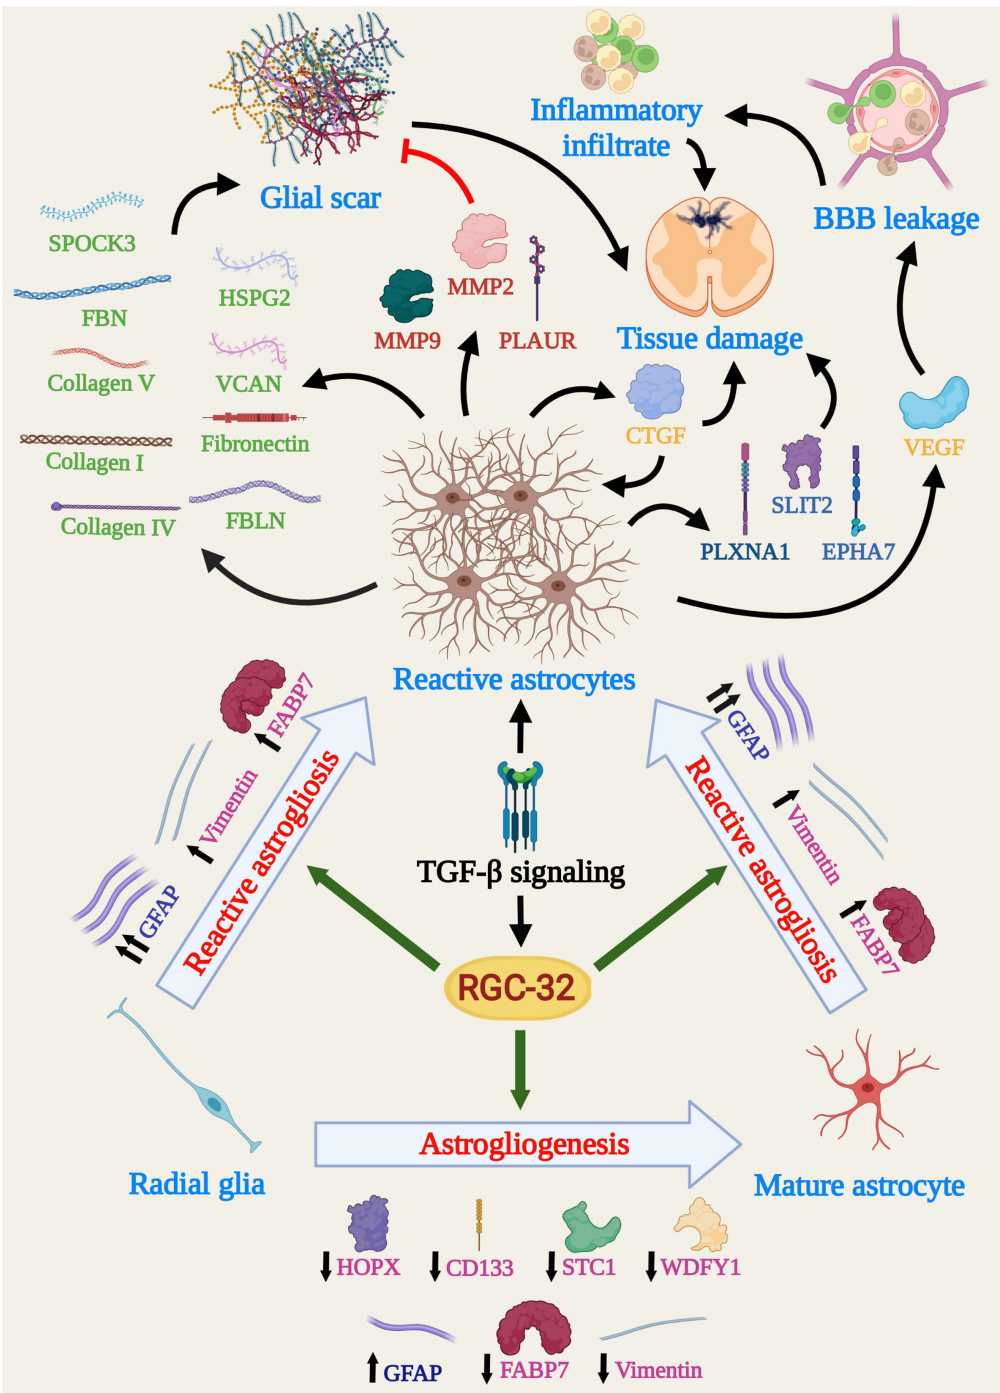 Inflammatory
infiltrate
Glial scar
BBB leakage
SPOCK3
HSPG2
MMP2
FBN
MMP9
PLAUR
Tissue damage
Collagen V
VCAN
CTGF
VEGF
Fibronectin
Collagen I
SLIT2
Collagen IV
FBLN
PLXNA1
EPHA7
Reactive astrocytes
FABP7
Vimentin
GFAP
Reactive astrogliosis
GFAP
Vimentin
FABP7
Reactive astrogliosis
TGF-β signaling
RGC-32
Astrogliogenesis
Radial glia
Mature astrocyte
HOPX
CD133
STC1
WDFY1
GFAP
FABP7
Vimentin